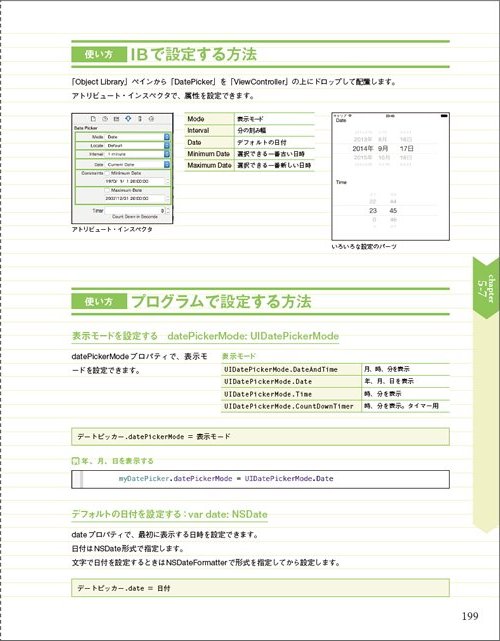 使い方 IBで設定する方法
「Object Library」ペインから「DatePicker」を「ViewController」の上にドロップして配置します。
アトリビュート・インスペクタで、属性を設定できます。
Date Picker
Mode Date
Locale Default
Interval 1 minute
Date Current Date
Constraints Minimum Date
1970/ 1/ 1 20:00:00
Maximum Date
2002/12/31 20:00:00
Timer 0
Count Down in Seconds
アトリビュート・インスペクタ
Mode 表示モード
Interval 分の刻み幅
Date デフォルトの日付
Minimum Date 選択できる一番古い日時
Maximum Date 選択できる一番新しい日時
Date
2013年 8月 16日
2014年 9月 17日
2015年 10月 18日
Time
22 44
23 45
0 46
いろいろな設定のパーツ
chapter
5-7
使い方 プログラムで設定する方法
表示モードを設定する datePickerMode: UIDatePickerMode
datePickerModeプロパティで、表示モ
ードを設定できます。
表示モード
UIDatePickerMode.DateAndTime 月、時、分を表示
UIDatePickerMode.Date 年、月、日を表示
UIDatePickerMode.Time 時、分を表示
UIDatePickerMode.CountDownTimer 時、分を表示。タイマー用
デートピッカー.datePickerMode = 表示モード
例 年、月、日を表示する
myDatePicker.datePickerMode = UIDatePickerMode.Date
デフォルトの日付を設定する：var date: NSDate
dateプロパティで、最初に表示する日時を設定できます。
日付はNSDate形式で指定します。
文字で日付を設定するときはNSDateFormatterで形式を指定してから設定します。
デートピッカー.date = 日付
199